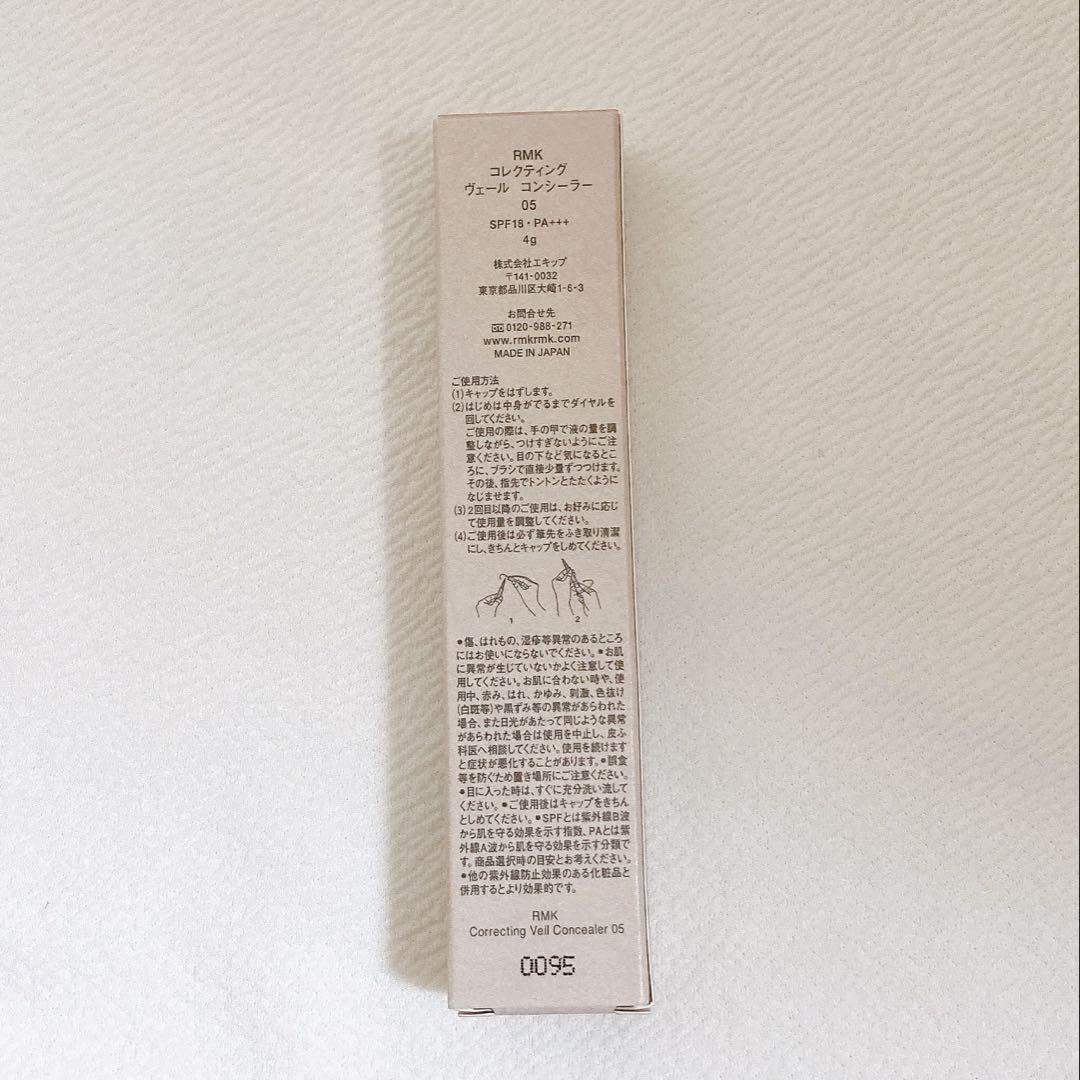 RMK
コレクティング
ヴェール コンシーラー
05
SPF18・PA+++
4g
株式会社エキップ
〒141-0032
東京都品川区大崎1-6-3
お問合せ先
0120-988-271
www.rmkrmk.com
MADE IN JAPAN
ご使用方法
(1)キャップをはずします。
(2)はじめは中身がでるまでダイヤルを
回してください。
ご使用の際は、手の甲で液の量を調
整しながら、つけすぎないようにご注
意ください。目の下など気になるとこ
ろに、ブラシで直接少量ずつつけます。
その後、指先でトントンとたたくように
なじませます。
(3)2回目以降のご使用は、お好みに応じ
て使用量を調整してください。
(4)ご使用後は必ず筆先をふき取り清潔
にし、きちんとキャップをしめてください。
1 2
●傷、はれもの、湿疹等異常のあるところ
にはお使いにならないでください。●お肌
に異常が生じていないかよく注意して使
用してください。お肌に合わない時や、使
用中、赤み、はれ、かゆみ、刺激、色抜け
(白斑等)や黒ずみ等の異常があらわれた
場合、また日光があたって同じような異常
があらわれた場合は使用を中止し、皮ふ
科医へ相談してください。使用を続けます
と症状が悪化することがあります。●誤食
等を防ぐため置き場所にご注意ください。
●目に入った時は、すぐに充分洗い流して
ください。●ご使用後はキャップをきちん
としめてください。●SPFとは紫外線B波
から肌を守る効果を示す指数、PAとは紫
外線A波から肌を守る効果を示す分類で
す。商品選択時の目安とお考えください。
●他の紫外線防止効果のある化粧品と
併用するとより効果的です。
RMK
Correcting Veil Concealer 05
0095